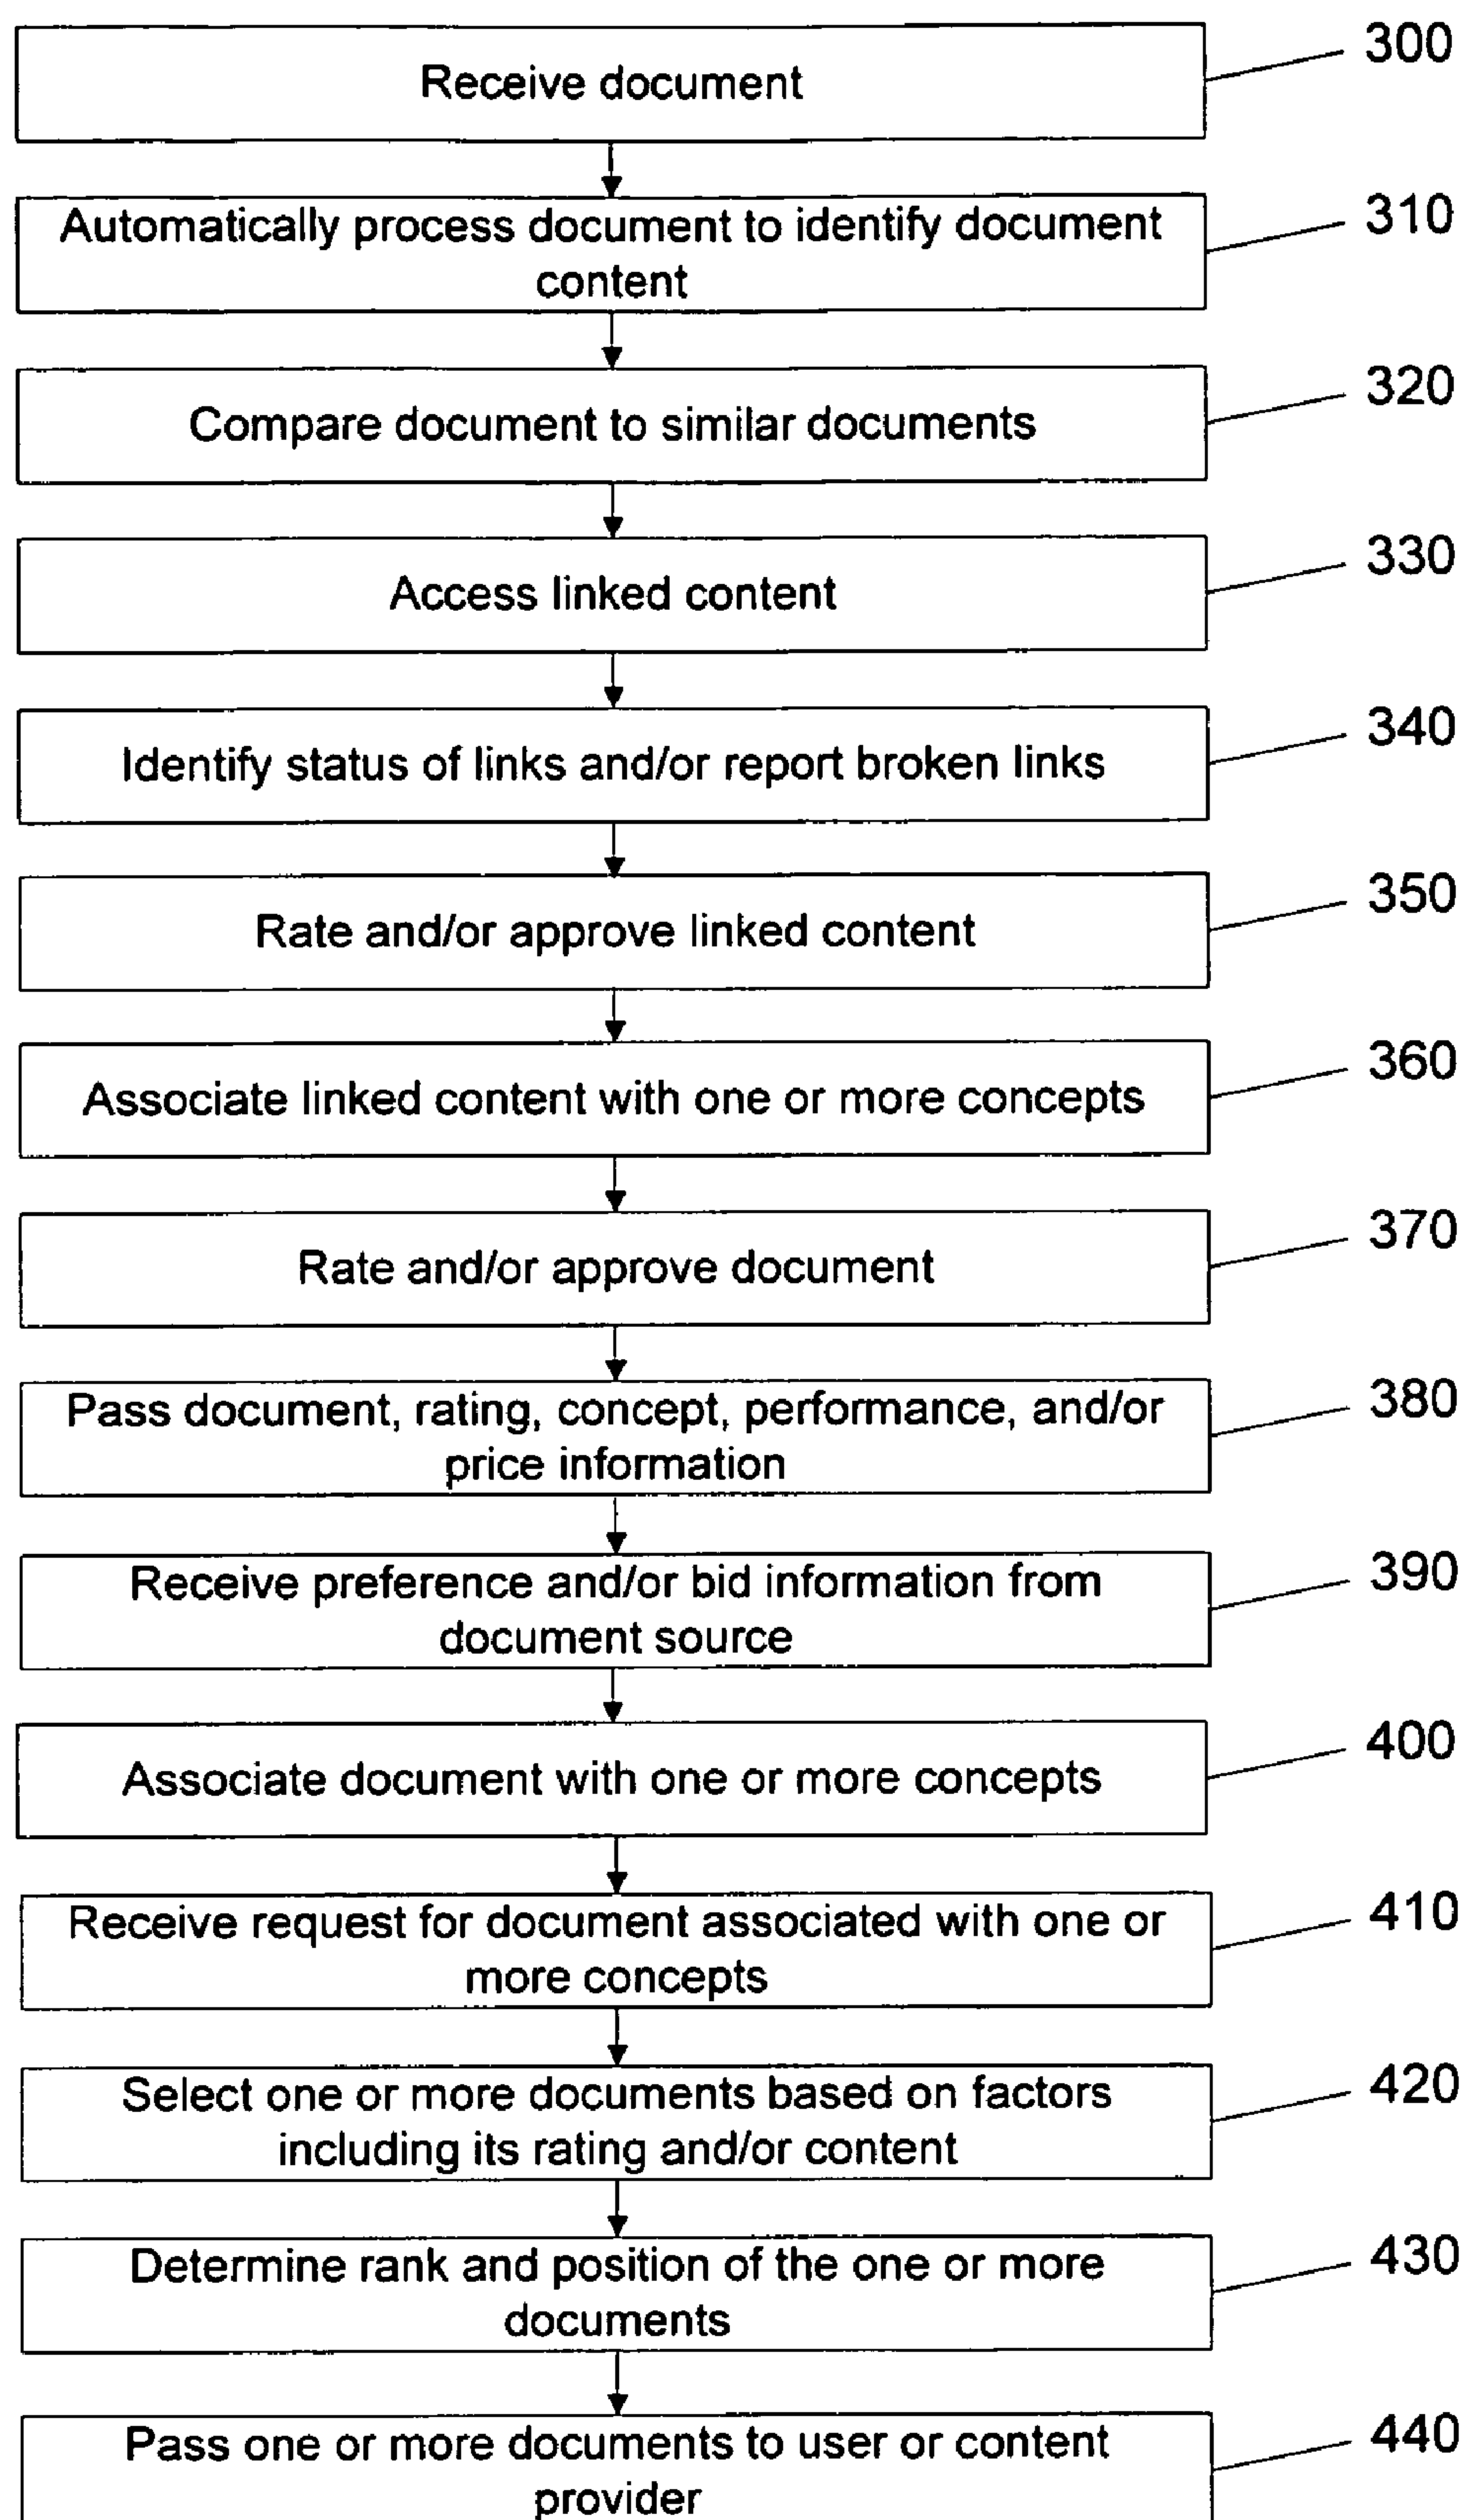 Receive document
300
Automatically process document to identify document
content
310
Compare document to similar documents
320
Access linked content
330
Identify status of links and/or report broken links
340
Rate and/or approve linked content
350
Associate linked content with one or more concepts
360
Rate and/or approve document
370
Pass document, rating, concept, performance, and/or
price information
380
Receive preference and/or bid information from
document source
390
Associate document with one or more concepts
400
Receive request for document associated with one or
more concepts
410
Select one or more documents based on factors
including its rating and/or content
420
Determine rank and position of the one or more
documents
430
Pass one or more documents to user or content
provider
440